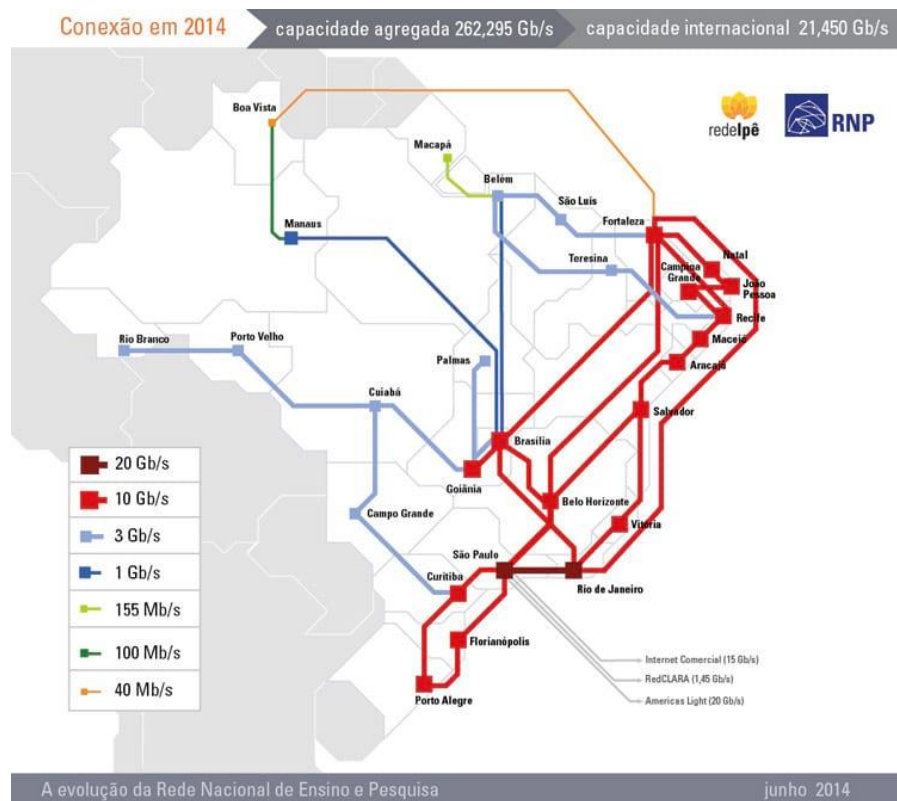 Conexão em 2014
capacidade agregada 262,295 Gb/s
capacidade internacional 21,450 Gb/s
redeIpê
RNP
Boa Vista
Macapá
Belém
São Luís
Fortaleza
Manaus
Teresina
Natal
Campina
Grande
João
Pessoa
Recife
Rio Branco
Porto Velho
Maceió
Palmas
Aracajú
Cuiabá
Salvador
Brasília
Goiânia
Belo Horizonte
Campo Grande
Vitória
São Paulo
Curitiba
Rio de Janeiro
Florianópolis
Porto Alegre
20 Gb/s
10 Gb/s
3 Gb/s
1 Gb/s
155 Mb/s
100 Mb/s
40 Mb/s
Internet Comercial (15 Gb/s)
RedCLARA (1,45 Gb/s)
Americas Light (20 Gb/s)
A evolução da Rede Nacional de Ensino e Pesquisa
junho 2014